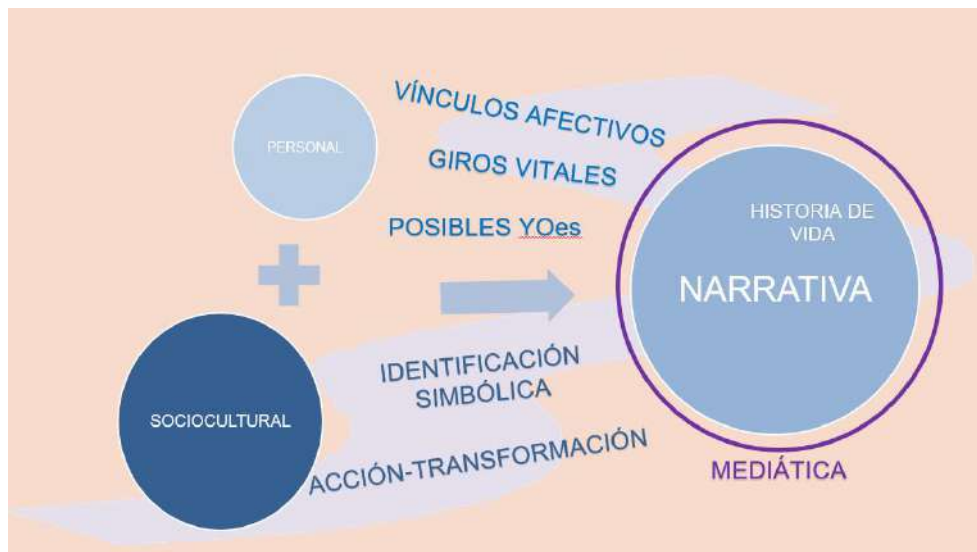 PERSONAL
VÍNCULOS AFECTIVOS
GIROS VITALES
POSIBLES YOes
HISTORIA DE
VIDA
NARRATIVA
IDENTIFICACIÓN
SIMBÓLICA
SOCIOCULTURAL
ACCIÓN-TRANSFORMACIÓN
MEDIÁTICA